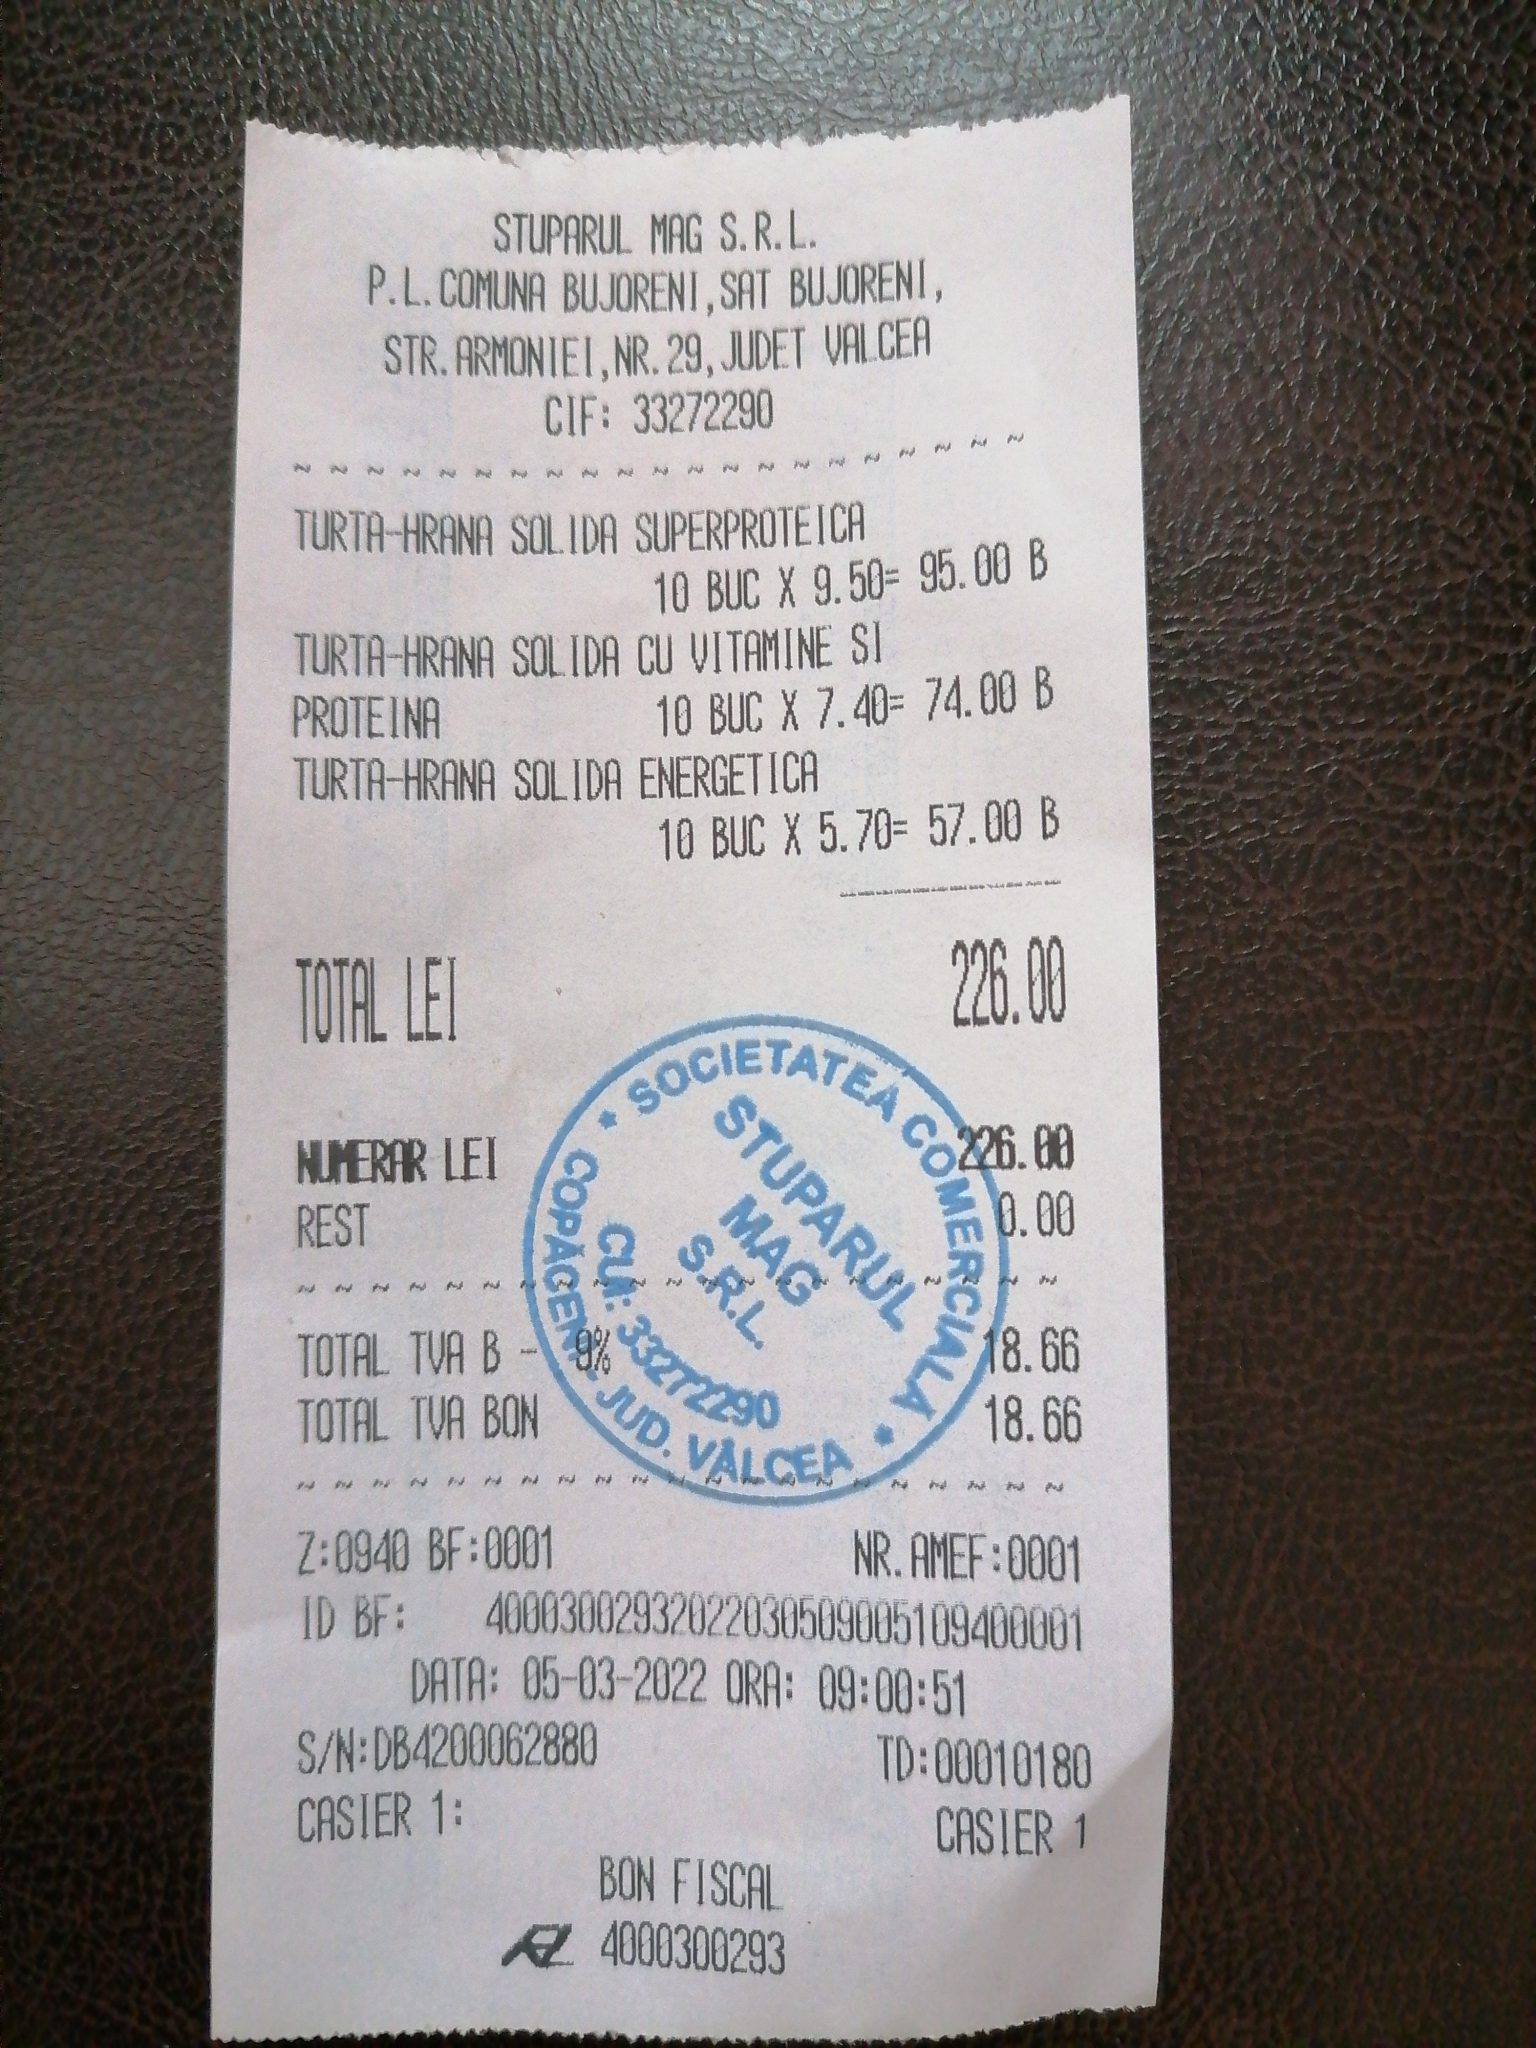 STUPARUL MAG S.R.L.
P.L.COMUNA BUJORENI,SAT BUJORENI,
STR.ARMONIEI,NR.29,JUDET VALCEA
CIF: 33272290
~ ~ ~ ~ ~ ~ ~ ~ ~ ~ ~ ~ ~ ~ ~ ~ ~ ~ ~ ~ ~
TURTA-HRANA SOLIDA SUPERPROTEICA
10 BUC X 9.50= 95.00 B
TURTA-HRANA SOLIDA CU VITAMINE SI
PROTEINA 10 BUC X 7.40= 74.00 B
TURTA-HRANA SOLIDA ENERGETICA
10 BUC X 5.70= 57.00 B
TOTAL LEI 226.00
NUMERAR LEI 226.00
REST 0.00
~ ~ ~ ~ ~ ~ ~ ~ ~ ~ ~ ~ ~ ~ ~ ~ ~ ~ ~ ~ ~
TOTAL TVA B - 9% 18.66
TOTAL TVA BON 18.66
~ ~ ~ ~ ~ ~ ~ ~ ~ ~ ~ ~ ~ ~ ~ ~ ~ ~ ~ ~ ~
Z:0940 BF:0001 NR.AMEF:0001
ID BF: 40003002932022030509005109400001
DATA: 05-03-2022 ORA: 09:00:51
S/N:DB4200062880 TD:00010180
CASIER 1: CASIER 1
BON FISCAL
4000300293
* SOCIETATEA COMERCIALĂ *
STUPARUL
MAG
S.R.L.
CUI: 33272290
COPĂCENI - JUD. VÂLCEA